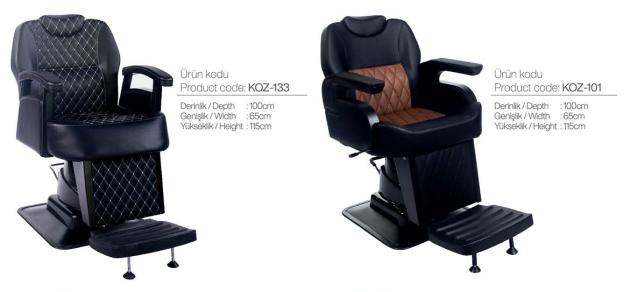 Ürün kodu
Product code: KOZ-133
Derinlik / Depth : 100cm
Genişlik / Width : 65cm
Yükseklik / Height : 115cm
Ürün kodu
Product code: KOZ-101
Derinlik / Depth : 100cm
Genişlik / Width : 65cm
Yükseklik / Height : 115cm